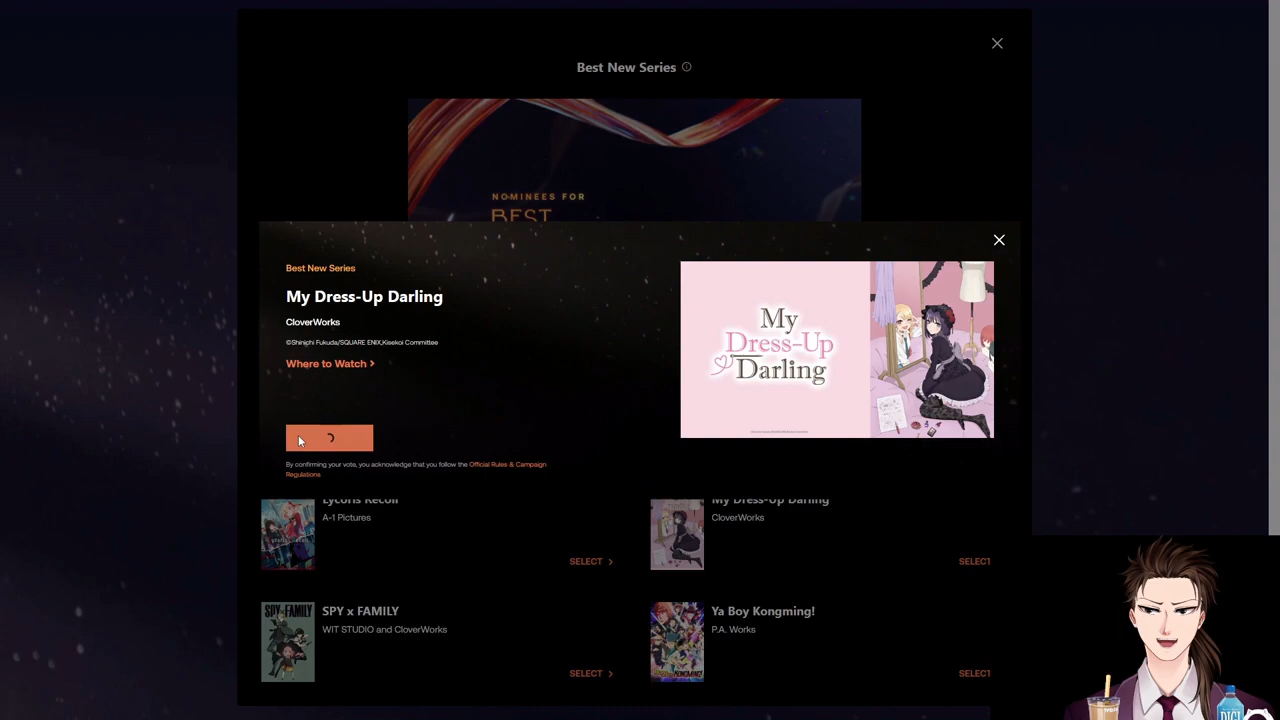 Best New Series
NOMINEES FOR
BEST
Best New Series
My Dress-Up Darling
CloverWorks
©Shinichi Fukuda/SQUARE ENIX,Kisekoi Committee
Where to Watch >
By confirming your vote, you acknowledge that you follow the Official Rules & Campaign
Regulations
My
Dress-Up
Darling
Lycoris Recoil
A-1 Pictures
SELECT >
My Dress-Up Darling
CloverWorks
SELECT
SPY x FAMILY
WIT STUDIO and CloverWorks
SELECT >
Ya Boy Kongming!
P.A. Works
SELECT
SPY×FAMILY